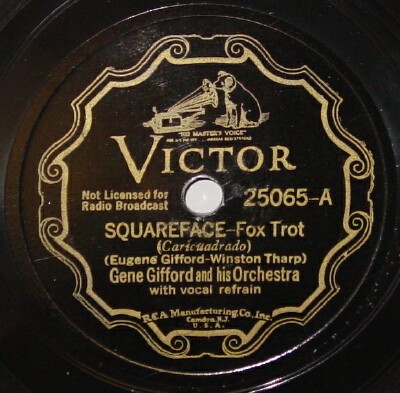 "HIS MASTER'S VOICE"
VICTOR
Not Licensed for
Radio Broadcast
25065-A
SQUAREFACE-Fox Trot
(Caricuadrado)
(Eugene Gifford-Winston Tharp)
Gene Gifford and his Orchestra
with vocal refrain
RCA Manufacturing Co., Inc.
Camden, N.J.
U.S.A.